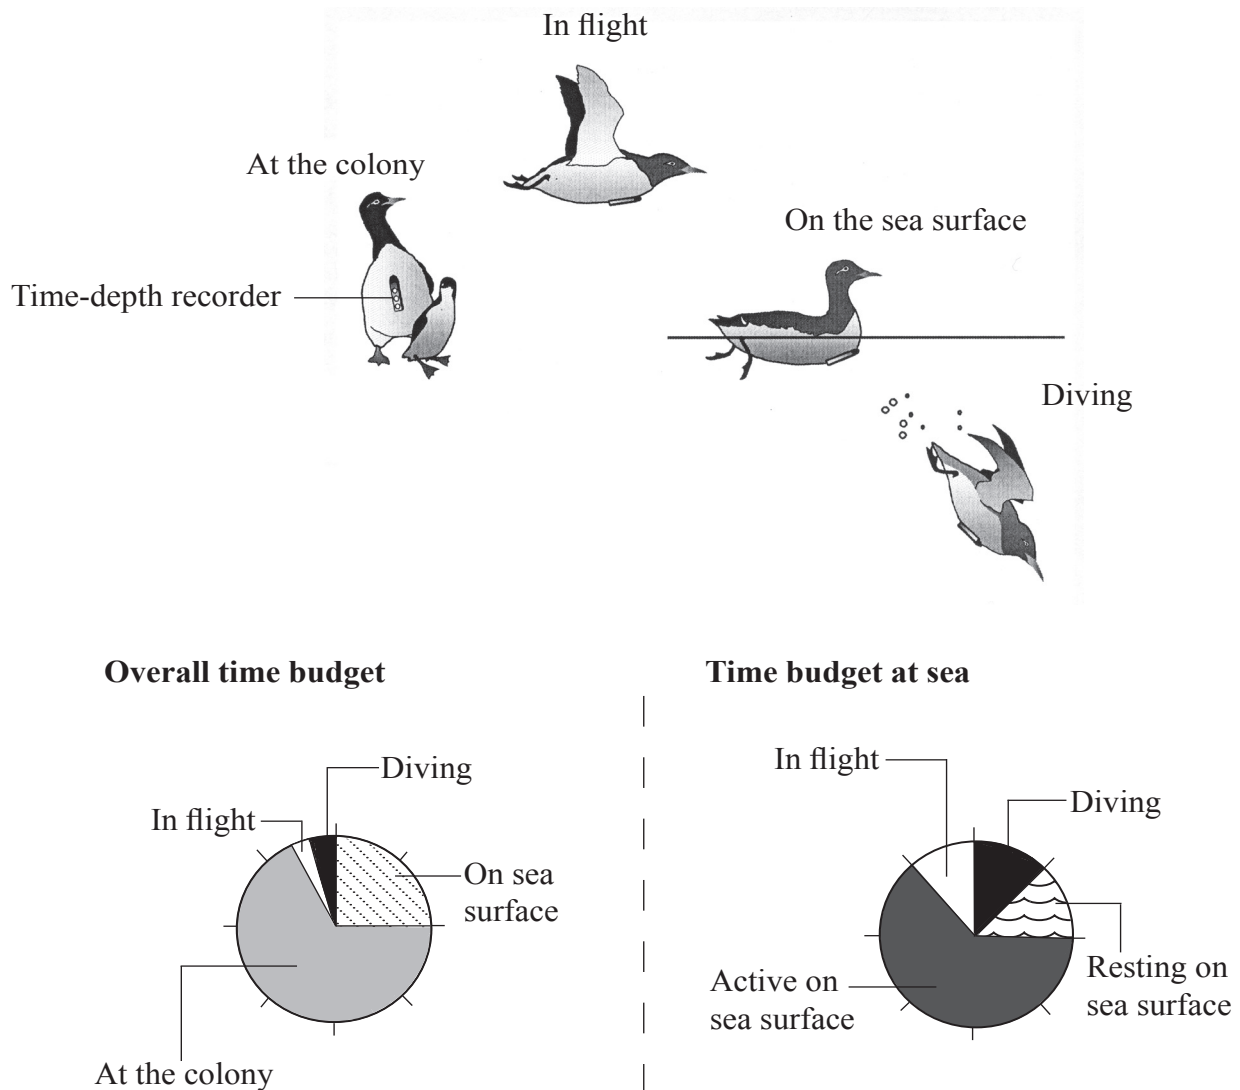 In flight
At the colony
On the sea surface
Time-depth recorder
Diving
Overall time budget
Time budget at sea
Diving
In flight
On sea
surface
At the colony
In flight
Diving
Active on
sea surface
Resting on
sea surface